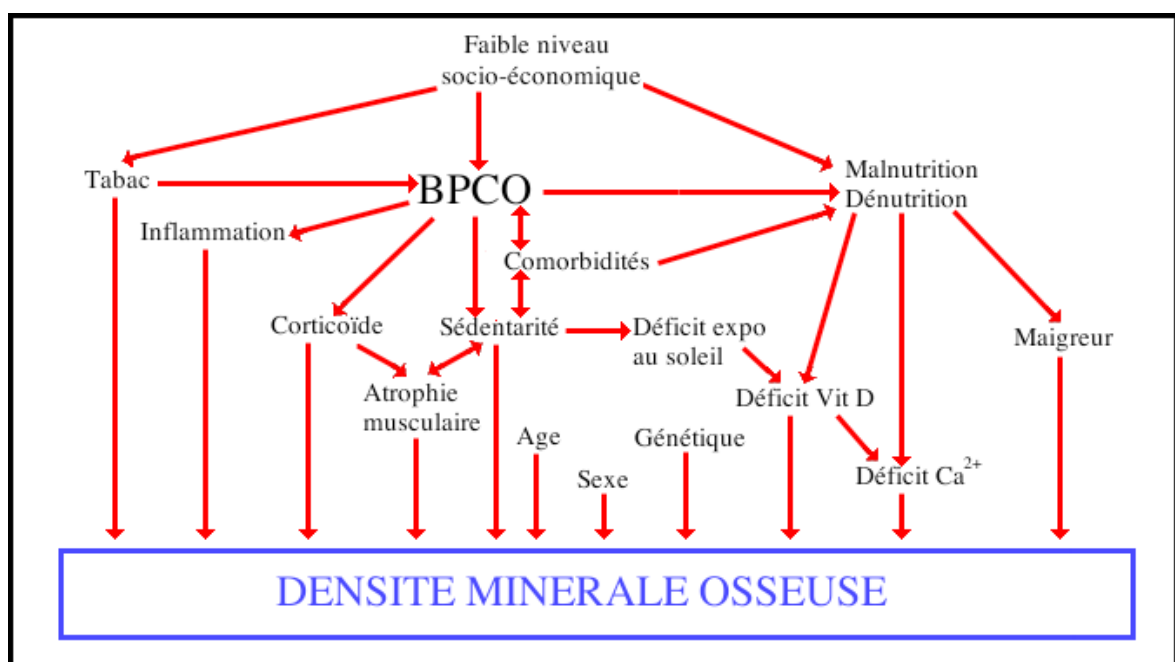 Faible niveau
socio-économique
Tabac
BPCO
Malnutrition
Dénutrition
Inflammation
Comorbidités
Corticoïde
Sédentarité
Déficit expo
au soleil
Maigreur
Atrophie
musculaire
Déficit Vit D
Age
Génétique
Sexe
Déficit Ca²⁺
DENSITE MINERALE OSSEUSE